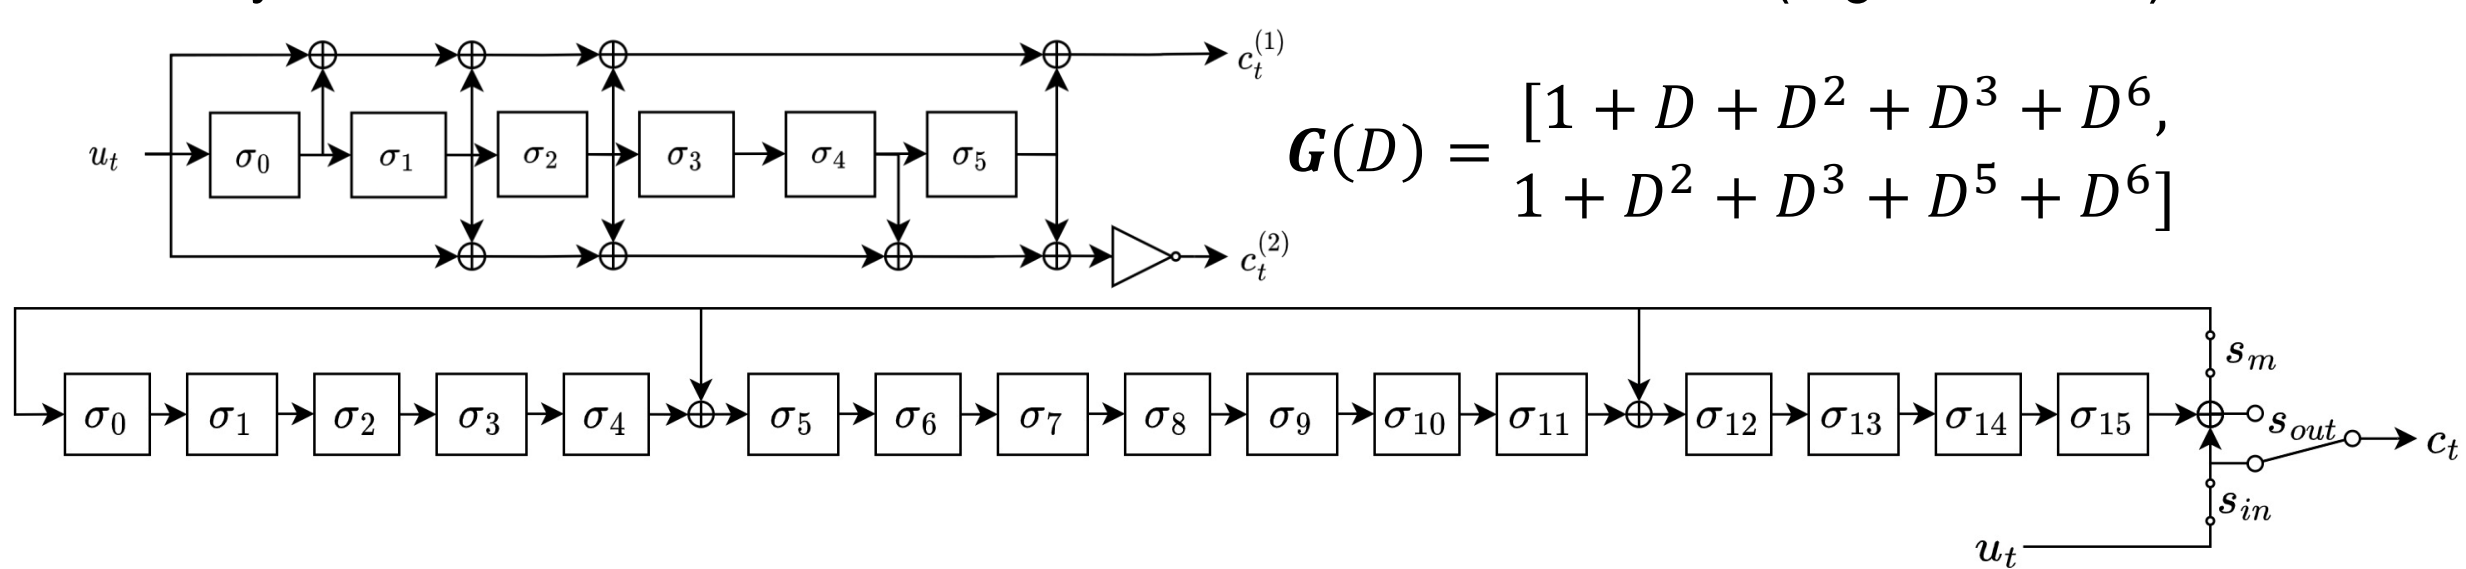 c_t^{(1)}
u_t σ_0 σ_1 σ_2 σ_3 σ_4 σ_5
c_t^{(2)}
G(D) = [1 + D + D^2 + D^3 + D^6,
1 + D^2 + D^3 + D^5 + D^6]
s_m
σ_0 σ_1 σ_2 σ_3 σ_4 σ_5 σ_6 σ_7 σ_8 σ_9 σ_10 σ_11 σ_12 σ_13 σ_14 σ_15 s_out c_t
s_in
u_t